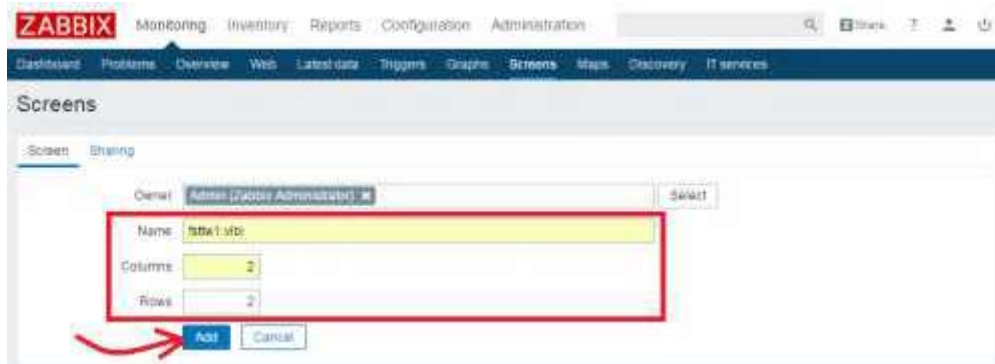 ZABBIX Monitoring Inventory Reports Configuration Administration Share ?
Dashboard Problems Overview Web Latest data Triggers Graphs Screens Maps Discovery IT services
Screens
Screen Sharing
Owner Admin (Zabbix Administrator) Select
Name
Columns 2
Rows 2
Add Cancel